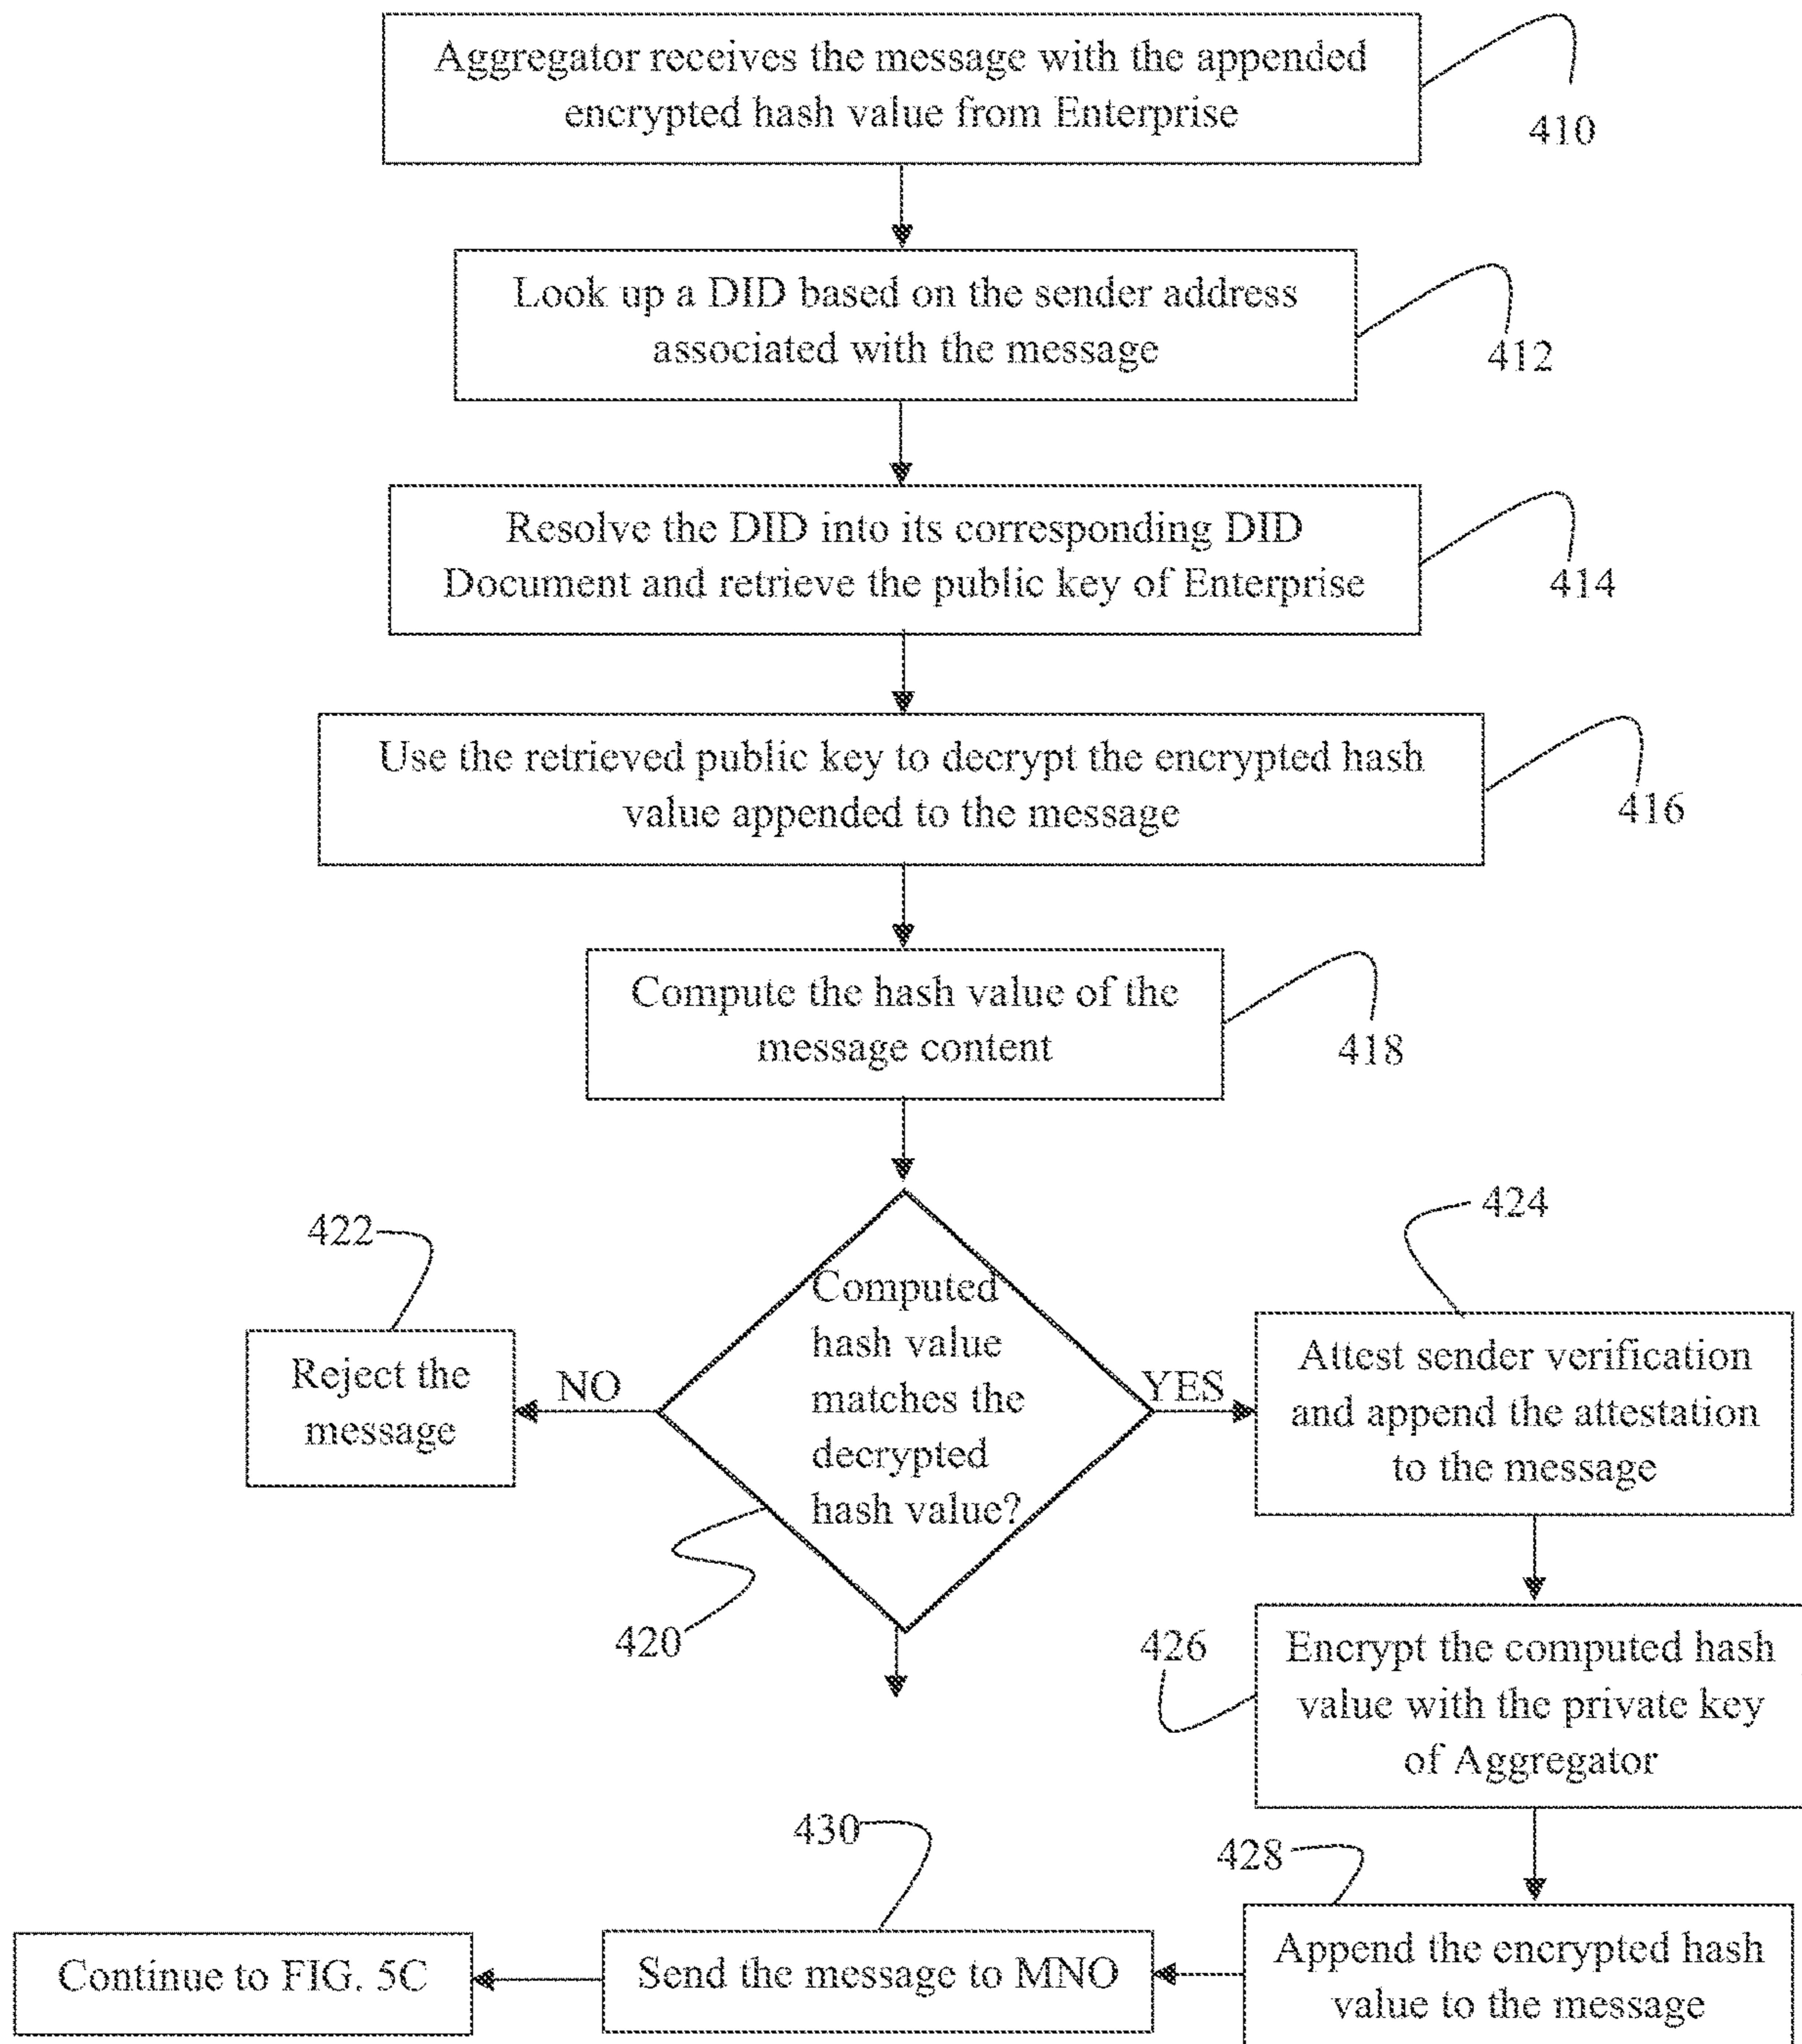 Aggregator receives the message with the appended
encrypted hash value from Enterprise
410
Look up a DID based on the sender address
associated with the message
412
Resolve the DID into its corresponding DID
Document and retrieve the public key of Enterprise
414
Use the retrieved public key to decrypt the encrypted hash
value appended to the message
416
Compute the hash value of the
message content
418
Computed
hash value
matches the
decrypted
hash value?
420
NO
422
Reject the
message
YES
424
Attest sender verification
and append the attestation
to the message
426
Encrypt the computed hash
value with the private key
of Aggregator
428
Append the encrypted hash
value to the message
430
Send the message to MNO
Continue to FIG. 5C